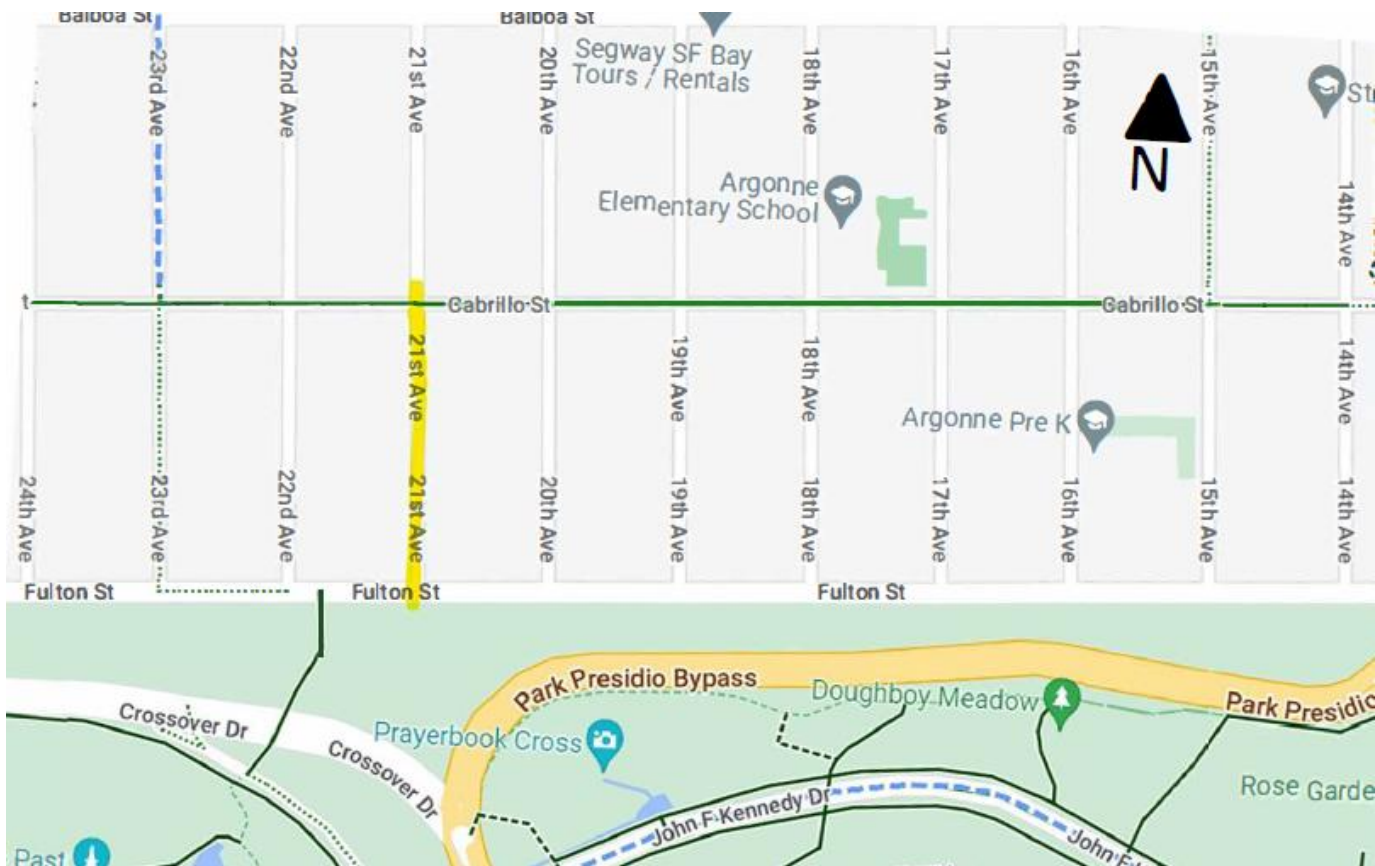 Balboa St
Balboa St
23rd Ave
22nd Ave
21st Ave
20th Ave
Segway SF Bay
Tours / Rentals
18th Ave
17th Ave
16th Ave
15th Ave
N
14th Ave
Argonne
Elementary School
t
Cabrillo St
Cabrillo St
21st Ave
19th Ave
18th Ave
14th Ave
Argonne Pre K
24th Ave
23rd Ave
22nd Ave
21st Ave
20th Ave
19th Ave
18th Ave
17th Ave
16th Ave
15th Ave
14th Ave
Fulton St
Fulton St
Fulton St
Park Presidio Bypass
Doughboy Meadow
Park Presidio
Crossover Dr
Crossover Dr
Prayerbook Cross
Rose Garde
John F Kennedy Dr
John F
Past